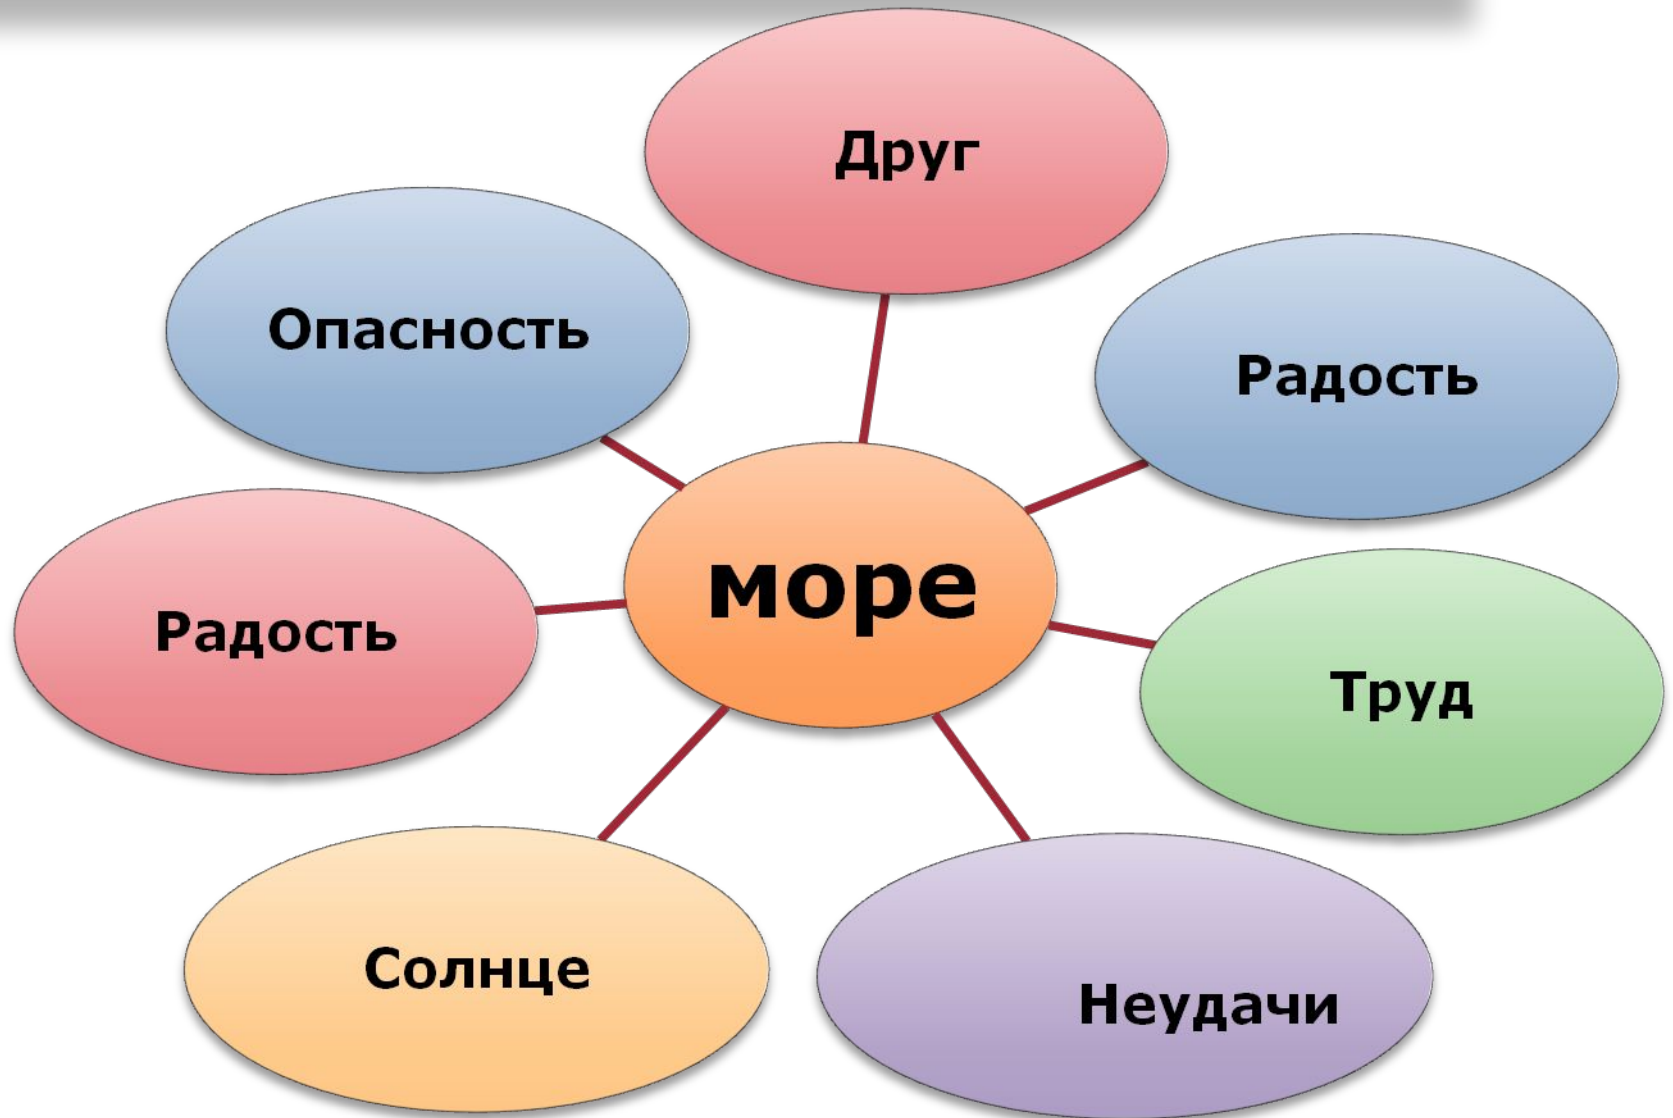 Друг
Опасность
Радость
море
Радость
Труд
Солнце
Неудачи